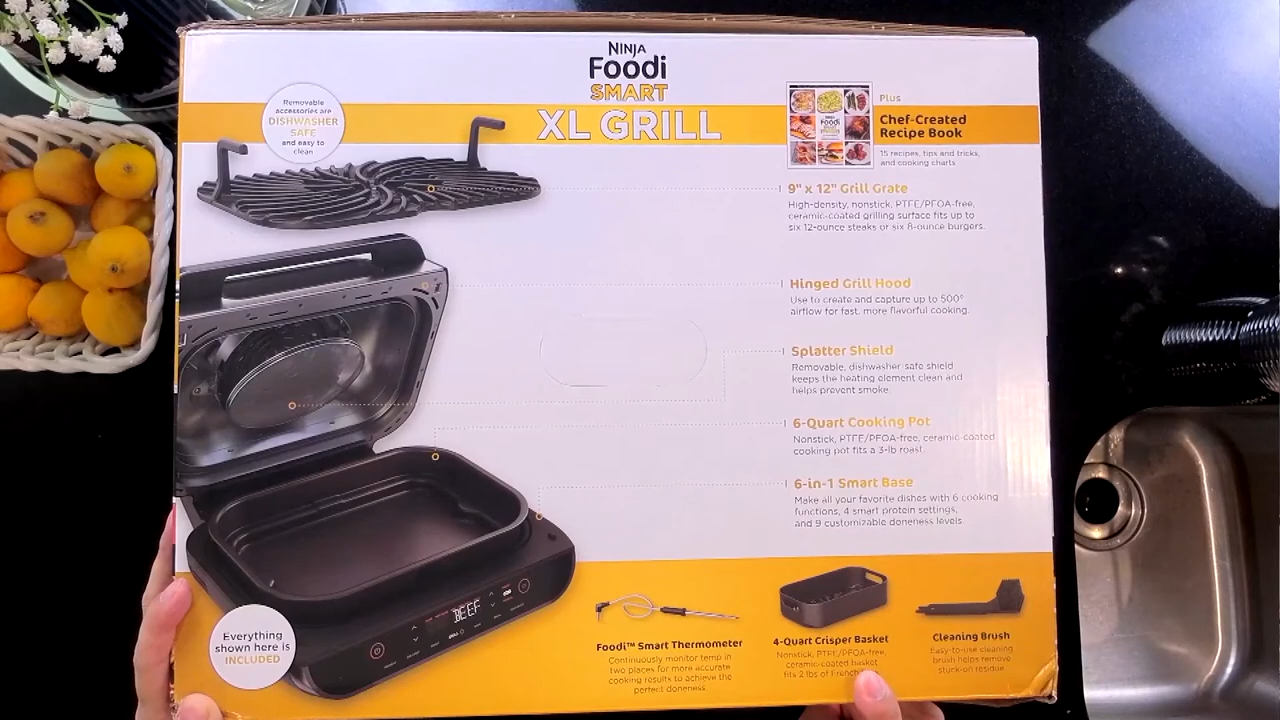 NINJA
Foodi
SMART
XL GRILL
Removable
accessories are
DISHWASHER
SAFE
and easy to
clean
Plus
Chef-Created
Recipe Book
15 recipes, tips and tricks,
and cooking charts
9" x 12" Grill Grate
High-density, nonstick, PTFE/PFOA-free,
ceramic-coated grilling surface fits up to
six 12-ounce steaks or six 8-ounce burgers.
Hinged Grill Hood
Use to create and capture up to 500°
airflow for fast, more flavorful cooking.
Splatter Shield
Removable, dishwasher-safe shield
keeps the heating element clean and
helps prevent smoke.
6-Quart Cooking Pot
Nonstick, PTFE/PFOA-free, ceramic-coated
cooking pot fits a 3-lb roast.
6-in-1 Smart Base
Make all your favorite dishes with 6 cooking
functions, 4 smart protein settings,
and 9 customizable doneness levels.
BEEF
GRILL
Everything
shown here is
INCLUDED
Foodi™ Smart Thermometer
Continuously monitor temp in
two places for more accurate
cooking results to achieve the
perfect doneness.
4-Quart Crisper Basket
Nonstick, PTFE/PFOA-free,
ceramic-coated basket
fits 2 lbs of French
Cleaning Brush
Easy-to-use cleaning
brush helps remove
stuck-on residue.